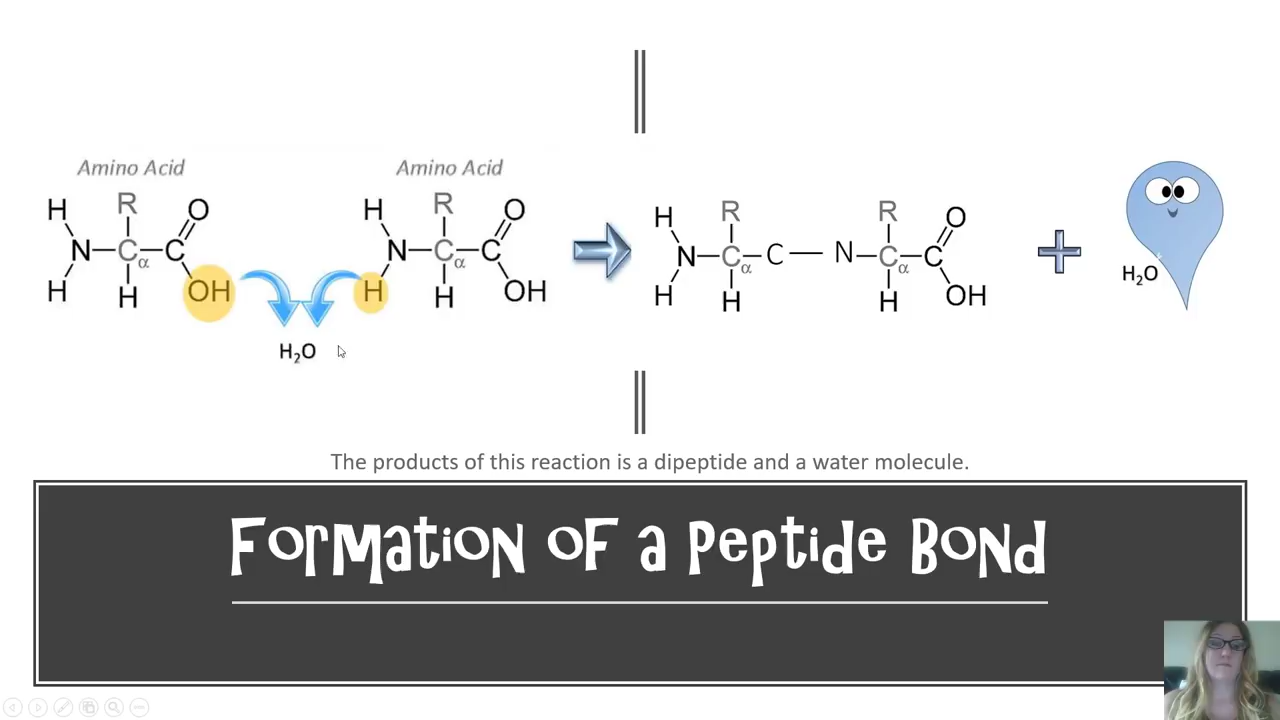 Amino Acid
Amino Acid
H R O
H R O
H R
R O
N C α C
N C α C
N C α C N C α C
H H OH
H H OH
H H
H OH
H₂O
H₂O
The products of this reaction is a dipeptide and a water molecule.
Formation of a Peptide Bond